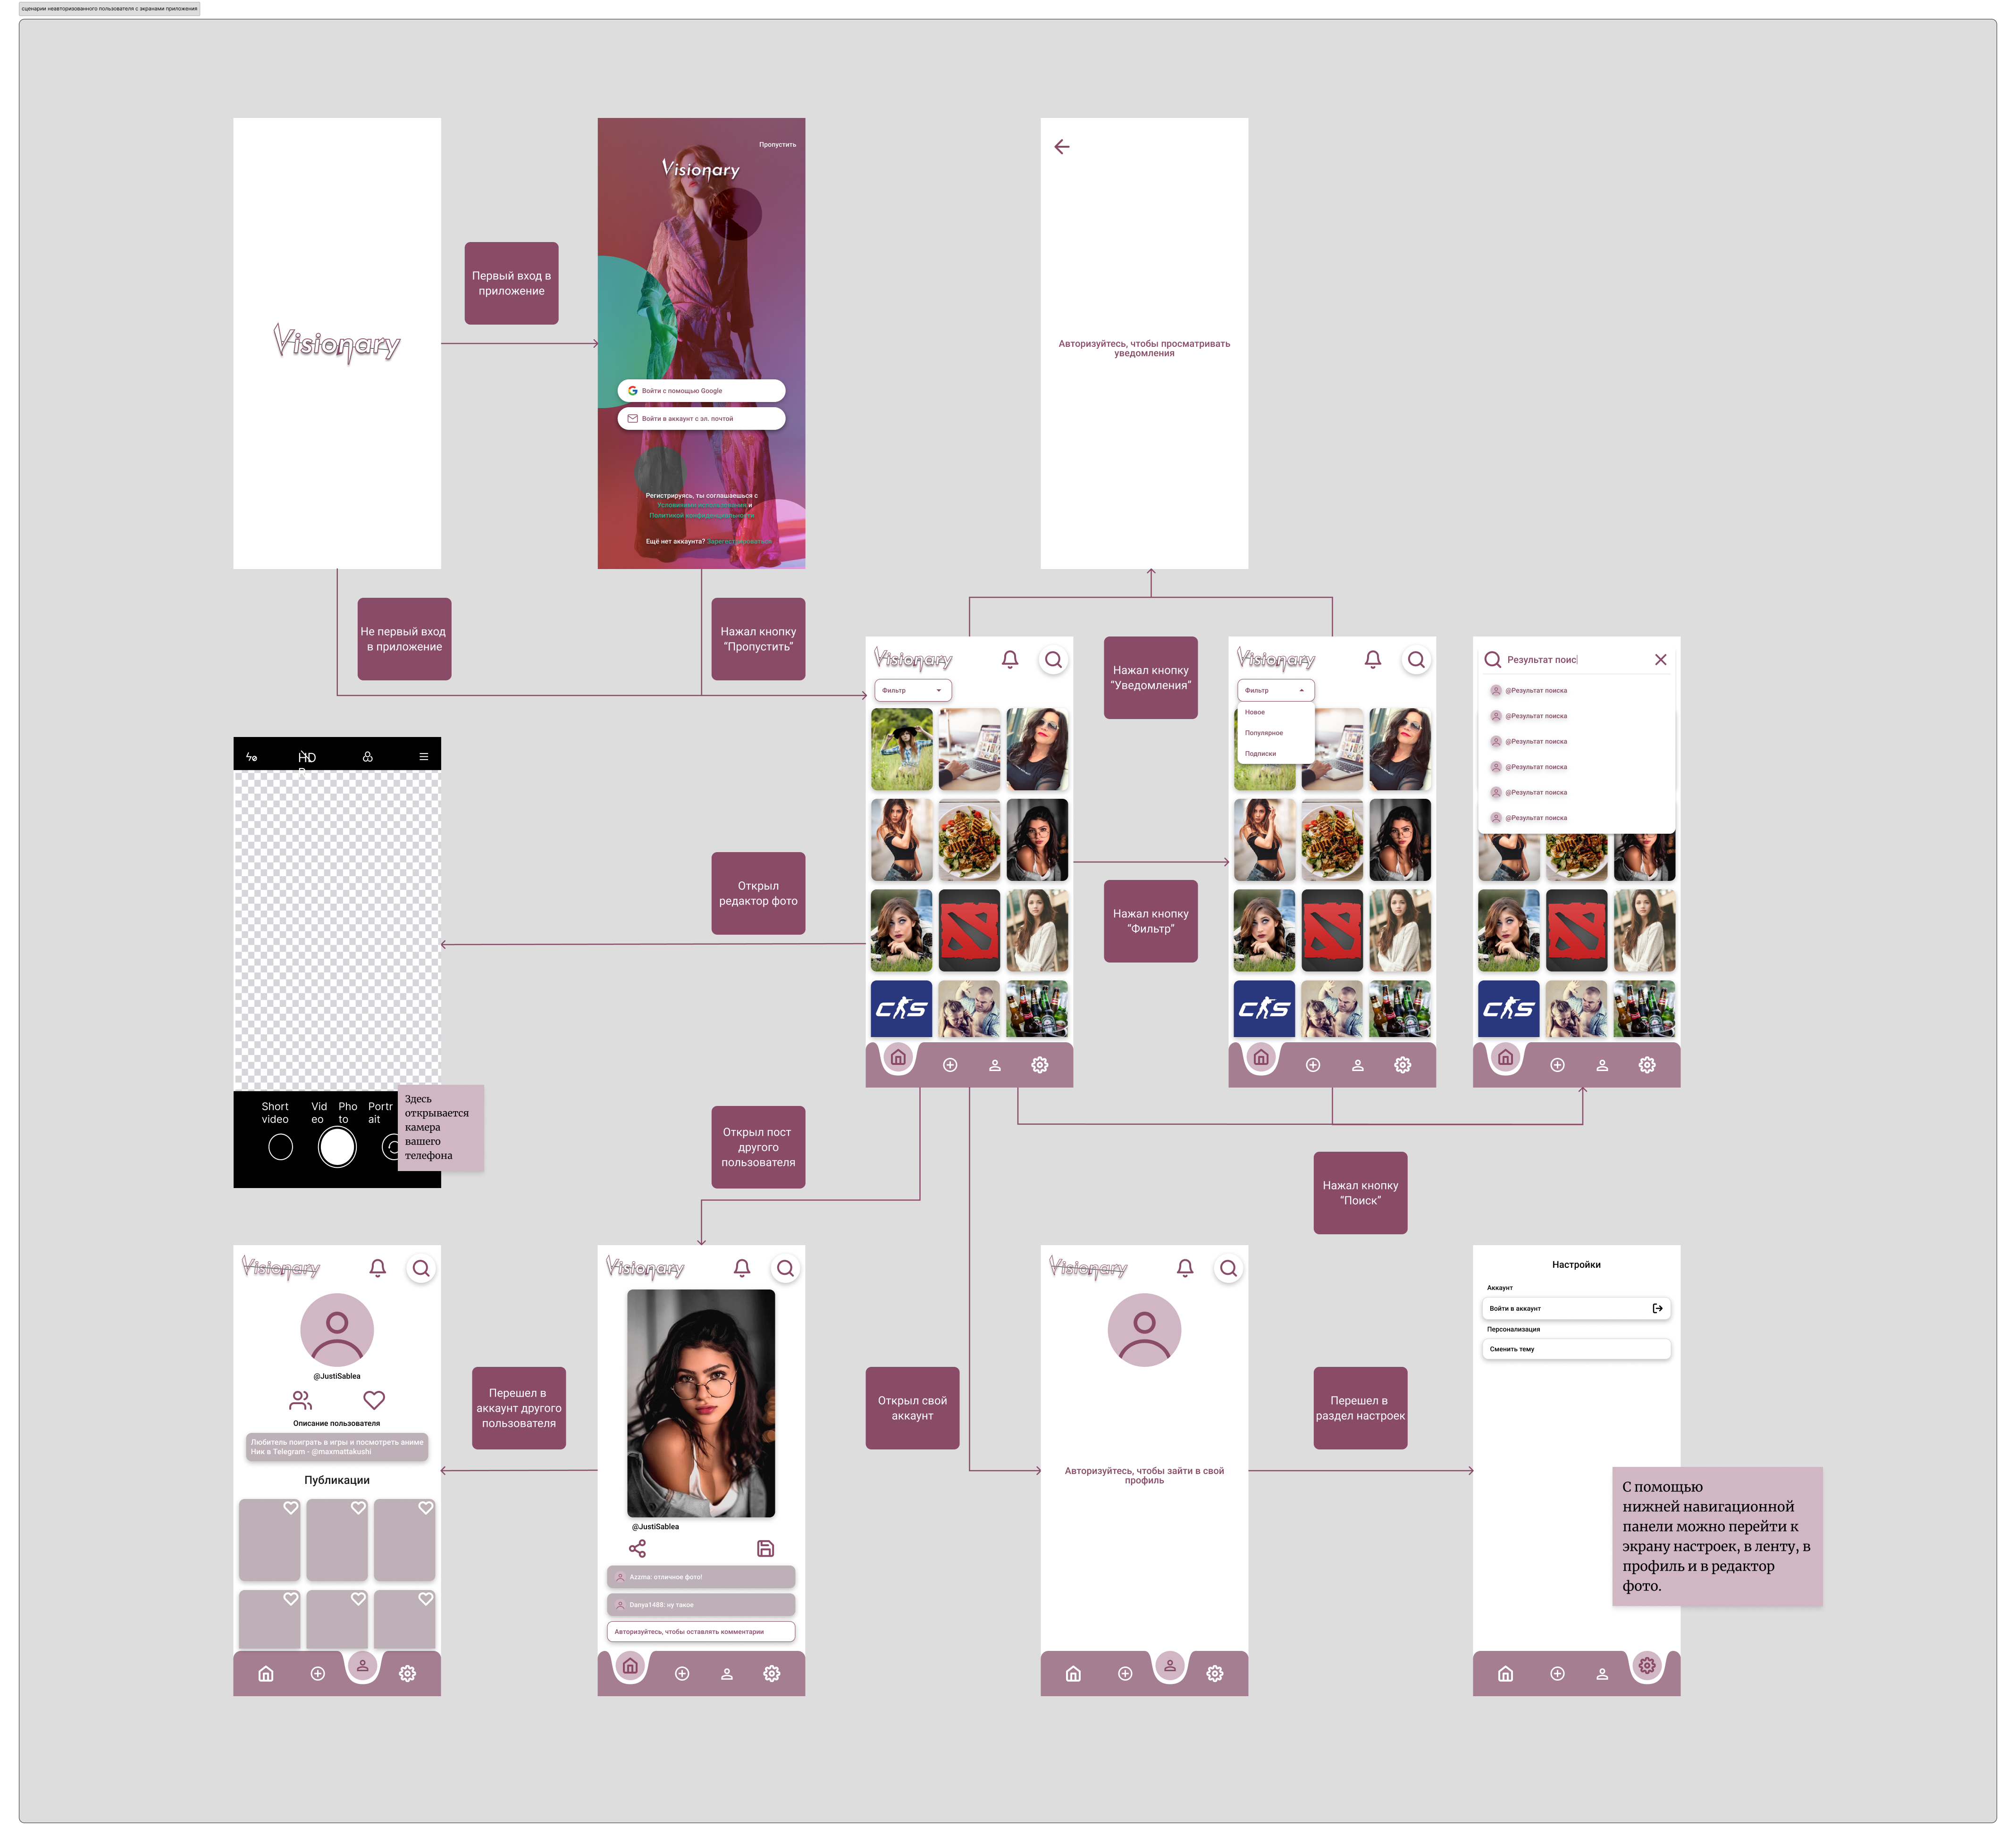 сценарии неавторизованного пользователя с экранами приложения
Visionary
Первый вход в
приложение
Пропустить
Visionary
Войти с помощью Google
Войти в аккаунт с эл. почтой
Регистрируясь, ты соглашаешься с
Условиями использования и
Политикой конфиденциальности
Ещё нет аккаунта? Зарегестрироваться
Авторизуйтесь, чтобы просматривать
уведомления
Не первый вход
в приложение
Нажал кнопку
“Пропустить”
Visionary
Фильтр
Нажал кнопку
“Уведомления”
Visionary
Фильтр
Новое
Популярное
Подписки
Результат поис
@Результат поиска
@Результат поиска
@Результат поиска
@Результат поиска
@Результат поиска
@Результат поиска
HD
Short
video
Vid
eo
Pho
to
Portr
ait
Здесь
открывается
камера
вашего
телефона
Открыл
редактор фото
Нажал кнопку
“Фильтр”
CS
CS
CS
Открыл пост
другого
пользователя
Нажал кнопку
“Поиск”
Visionary
@JustiSablea
Описание пользователя
Любитель поиграть в игры и посмотреть аниме
Ник в Telegram - @maxmattakushi
Публикации
Перешел в
аккаунт другого
пользователя
Visionary
@JustiSablea
Azzma: отличное фото!
Danya1488: ну такое
Авторизуйтесь, чтобы оставлять комментарии
Открыл свой
аккаунт
Visionary
Авторизуйтесь, чтобы зайти в свой
профиль
Перешел в
раздел настроек
Настройки
Аккаунт
Войти в аккаунт
Персонализация
Сменить тему
С помощью
нижней навигационной
панели можно перейти к
экрану настроек, в ленту, в
профиль и в редактор
фото.